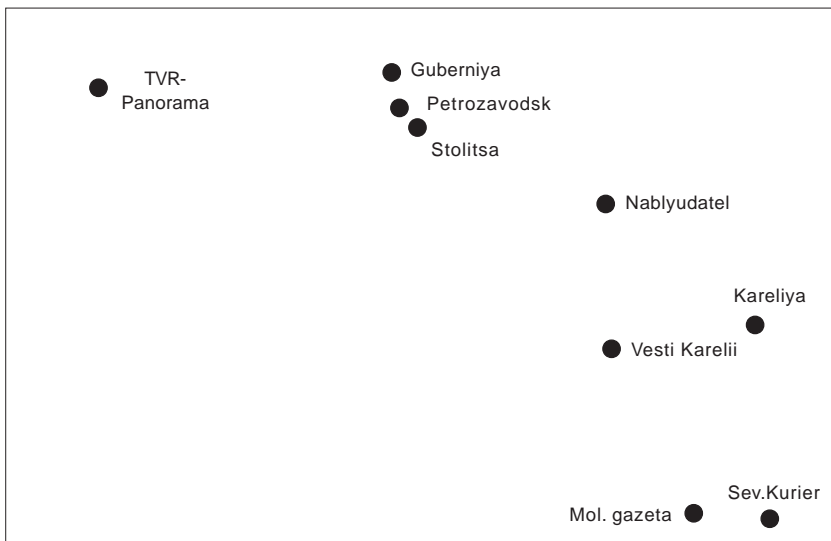 Guberniya
TVR-
Panorama
Petrozavodsk
Stolitsa
Nablyudatel
Kareliya
Vesti Karelii
Sev.Kurier
Mol. gazeta